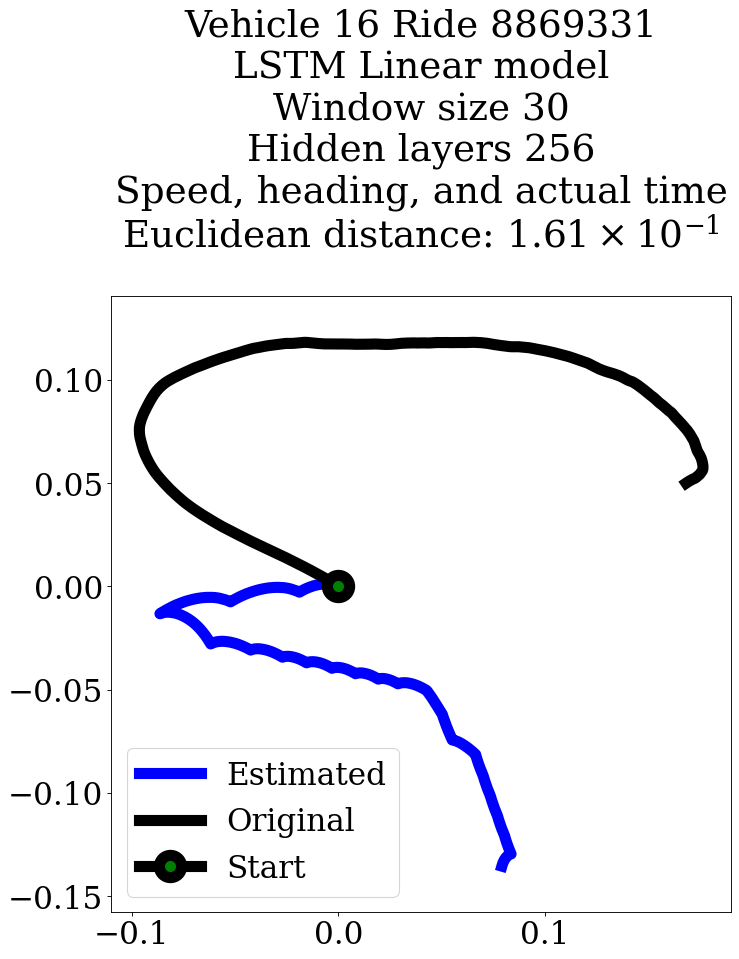 Vehicle 16 Ride 8869331
LSTM Linear model
Window size 30
Hidden layers 256
Speed, heading, and actual time
Euclidean distance: 1.61 × 10⁻¹
0.10
0.05
0.00
−0.05
−0.10
−0.15
Estimated
Original
Start
−0.1
0.0
0.1